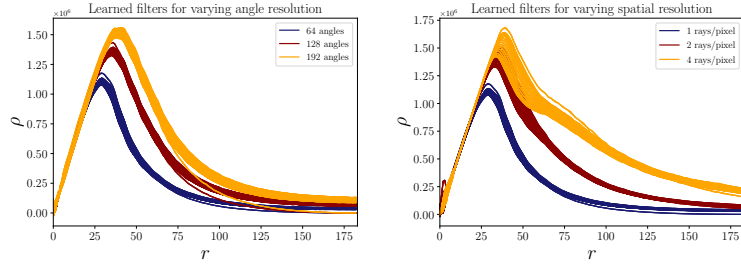 Learned filters for varying angle resolution
×10⁶
1.50
1.25
1.00
0.75
0.50
0.25
0.00
ρ
0 25 50 75 100 125 150 175
r
64 angles
128 angles
192 angles
Learned filters for varying spatial resolution
×10⁶
1.50
1.25
1.00
0.75
0.50
0.25
0.00
ρ
0 25 50 75 100 125 150 175
r
1 rays/pixel
2 rays/pixel
4 rays/pixel